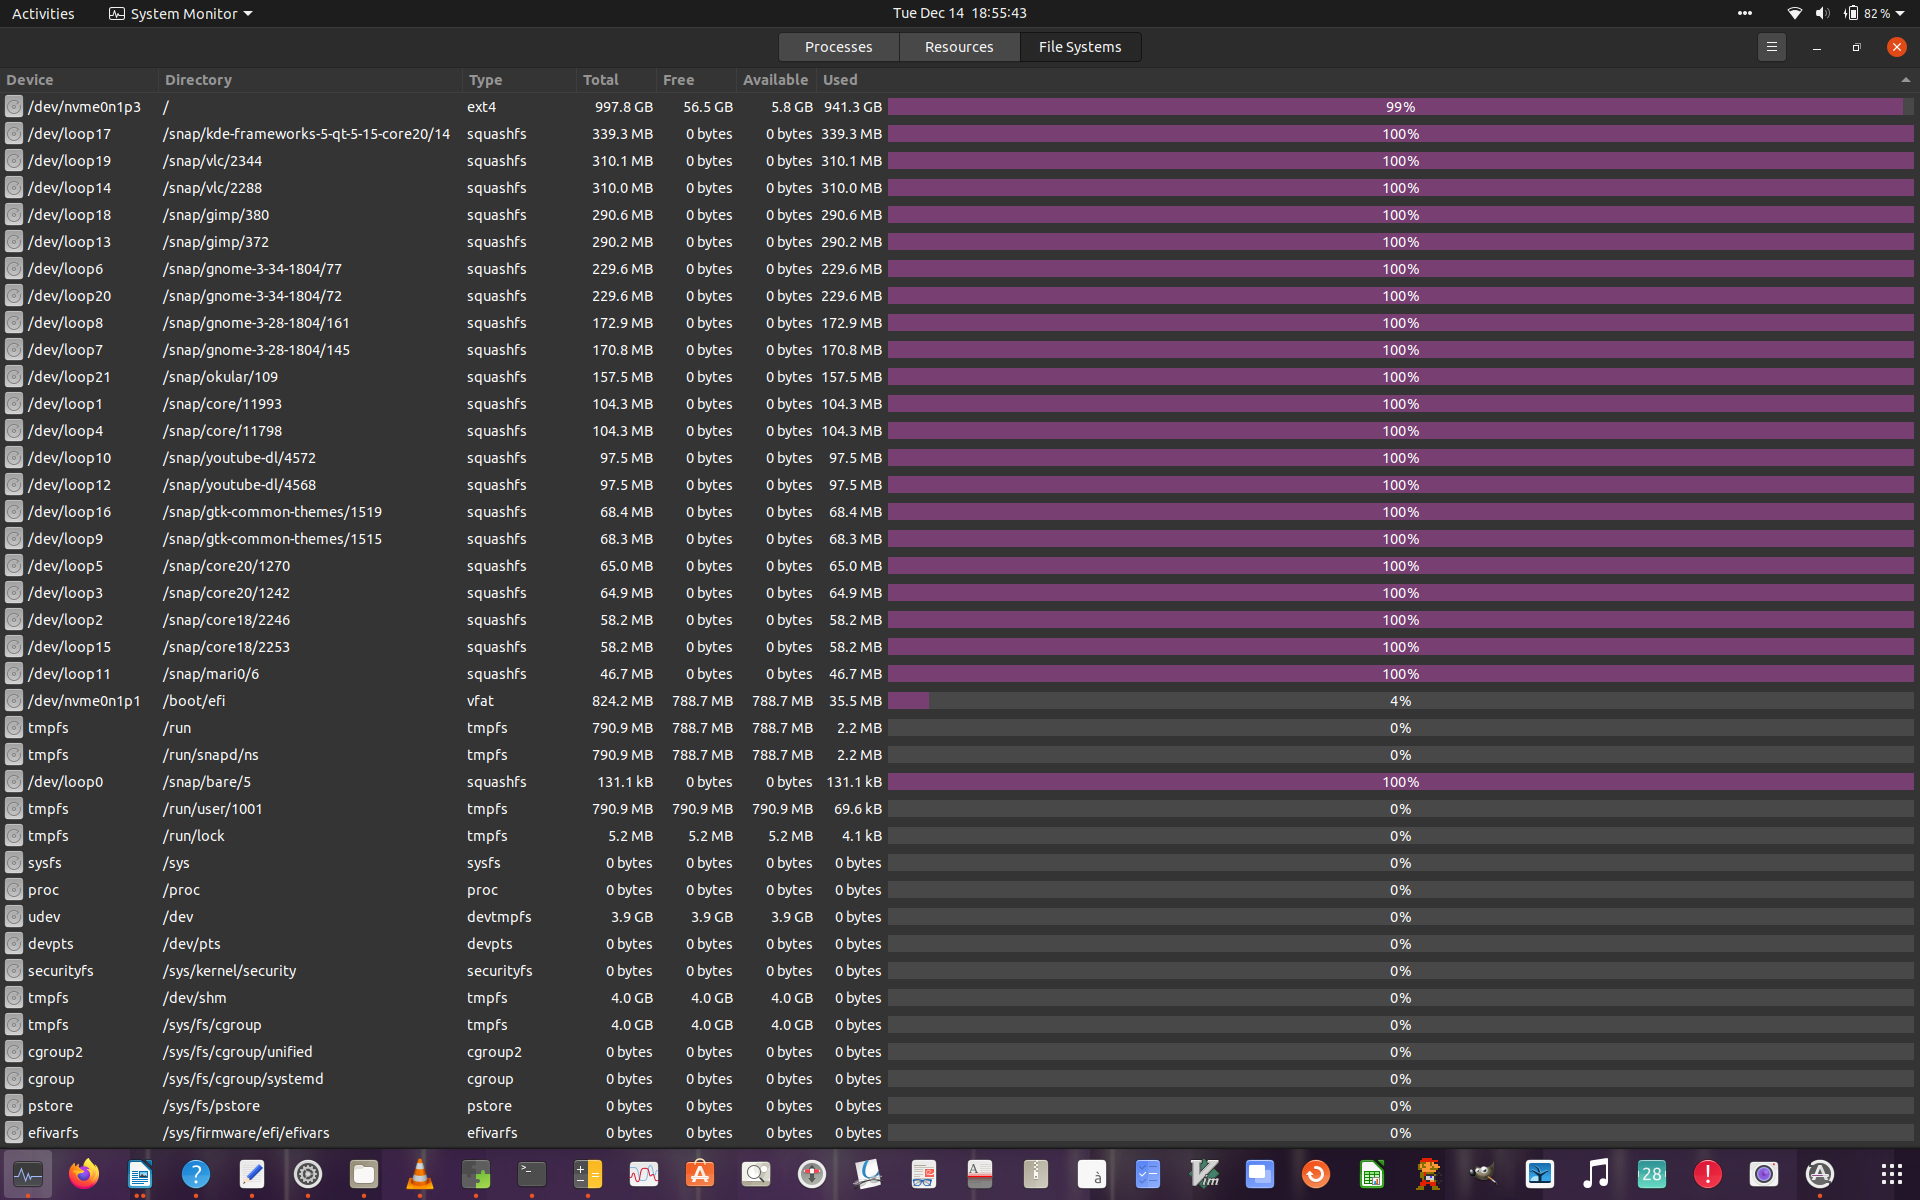 Activities System Monitor Tue Dec 14 18:55:43 82 %
Processes Resources File Systems
Device Directory Type Total Free Available Used
/dev/nvme0n1p3 / ext4 997.8 GB 56.5 GB 5.8 GB 941.3 GB 99%
/dev/loop17 /snap/kde-frameworks-5-qt-5-15-core20/14 squashfs 339.3 MB 0 bytes 0 bytes 339.3 MB 100%
/dev/loop19 /snap/vlc/2344 squashfs 310.1 MB 0 bytes 0 bytes 310.1 MB 100%
/dev/loop14 /snap/vlc/2288 squashfs 310.0 MB 0 bytes 0 bytes 310.0 MB 100%
/dev/loop18 /snap/gimp/380 squashfs 290.6 MB 0 bytes 0 bytes 290.6 MB 100%
/dev/loop13 /snap/gimp/372 squashfs 290.2 MB 0 bytes 0 bytes 290.2 MB 100%
/dev/loop6 /snap/gnome-3-34-1804/77 squashfs 229.6 MB 0 bytes 0 bytes 229.6 MB 100%
/dev/loop20 /snap/gnome-3-34-1804/72 squashfs 229.6 MB 0 bytes 0 bytes 229.6 MB 100%
/dev/loop8 /snap/gnome-3-28-1804/161 squashfs 172.9 MB 0 bytes 0 bytes 172.9 MB 100%
/dev/loop7 /snap/gnome-3-28-1804/145 squashfs 170.8 MB 0 bytes 0 bytes 170.8 MB 100%
/dev/loop21 /snap/okular/109 squashfs 157.5 MB 0 bytes 0 bytes 157.5 MB 100%
/dev/loop1 /snap/core/11993 squashfs 104.3 MB 0 bytes 0 bytes 104.3 MB 100%
/dev/loop4 /snap/core/11798 squashfs 104.3 MB 0 bytes 0 bytes 104.3 MB 100%
/dev/loop10 /snap/youtube-dl/4572 squashfs 97.5 MB 0 bytes 0 bytes 97.5 MB 100%
/dev/loop12 /snap/youtube-dl/4568 squashfs 97.5 MB 0 bytes 0 bytes 97.5 MB 100%
/dev/loop16 /snap/gtk-common-themes/1519 squashfs 68.4 MB 0 bytes 0 bytes 68.4 MB 100%
/dev/loop9 /snap/gtk-common-themes/1515 squashfs 68.3 MB 0 bytes 0 bytes 68.3 MB 100%
/dev/loop5 /snap/core20/1270 squashfs 65.0 MB 0 bytes 0 bytes 65.0 MB 100%
/dev/loop3 /snap/core20/1242 squashfs 64.9 MB 0 bytes 0 bytes 64.9 MB 100%
/dev/loop2 /snap/core18/2246 squashfs 58.2 MB 0 bytes 0 bytes 58.2 MB 100%
/dev/loop15 /snap/core18/2253 squashfs 58.2 MB 0 bytes 0 bytes 58.2 MB 100%
/dev/loop11 /snap/mari0/6 squashfs 46.7 MB 0 bytes 0 bytes 46.7 MB 100%
/dev/nvme0n1p1 /boot/efi vfat 824.2 MB 788.7 MB 788.7 MB 35.5 MB 4%
tmpfs /run tmpfs 790.9 MB 788.7 MB 788.7 MB 2.2 MB 0%
tmpfs /run/snapd/ns tmpfs 790.9 MB 788.7 MB 788.7 MB 2.2 MB 0%
/dev/loop0 /snap/bare/5 squashfs 131.1 kB 0 bytes 0 bytes 131.1 kB 100%
tmpfs /run/user/1001 tmpfs 790.9 MB 790.9 MB 790.9 MB 69.6 kB 0%
tmpfs /run/lock tmpfs 5.2 MB 5.2 MB 5.2 MB 4.1 kB 0%
sysfs /sys sysfs 0 bytes 0 bytes 0 bytes 0 bytes 0%
proc /proc proc 0 bytes 0 bytes 0 bytes 0 bytes 0%
udev /dev devtmpfs 3.9 GB 3.9 GB 3.9 GB 0 bytes 0%
devpts /dev/pts devpts 0 bytes 0 bytes 0 bytes 0 bytes 0%
securityfs /sys/kernel/security securityfs 0 bytes 0 bytes 0 bytes 0 bytes 0%
tmpfs /dev/shm tmpfs 4.0 GB 4.0 GB 4.0 GB 0 bytes 0%
tmpfs /sys/fs/cgroup tmpfs 4.0 GB 4.0 GB 4.0 GB 0 bytes 0%
cgroup2 /sys/fs/cgroup/unified cgroup2 0 bytes 0 bytes 0 bytes 0 bytes 0%
cgroup /sys/fs/cgroup/systemd cgroup 0 bytes 0 bytes 0 bytes 0 bytes 0%
pstore /sys/fs/pstore pstore 0 bytes 0 bytes 0 bytes 0 bytes 0%
efivarfs /sys/firmware/efi/efivars efivarfs 0 bytes 0 bytes 0 bytes 0 bytes 0%
? >_ A à Vim 28 !